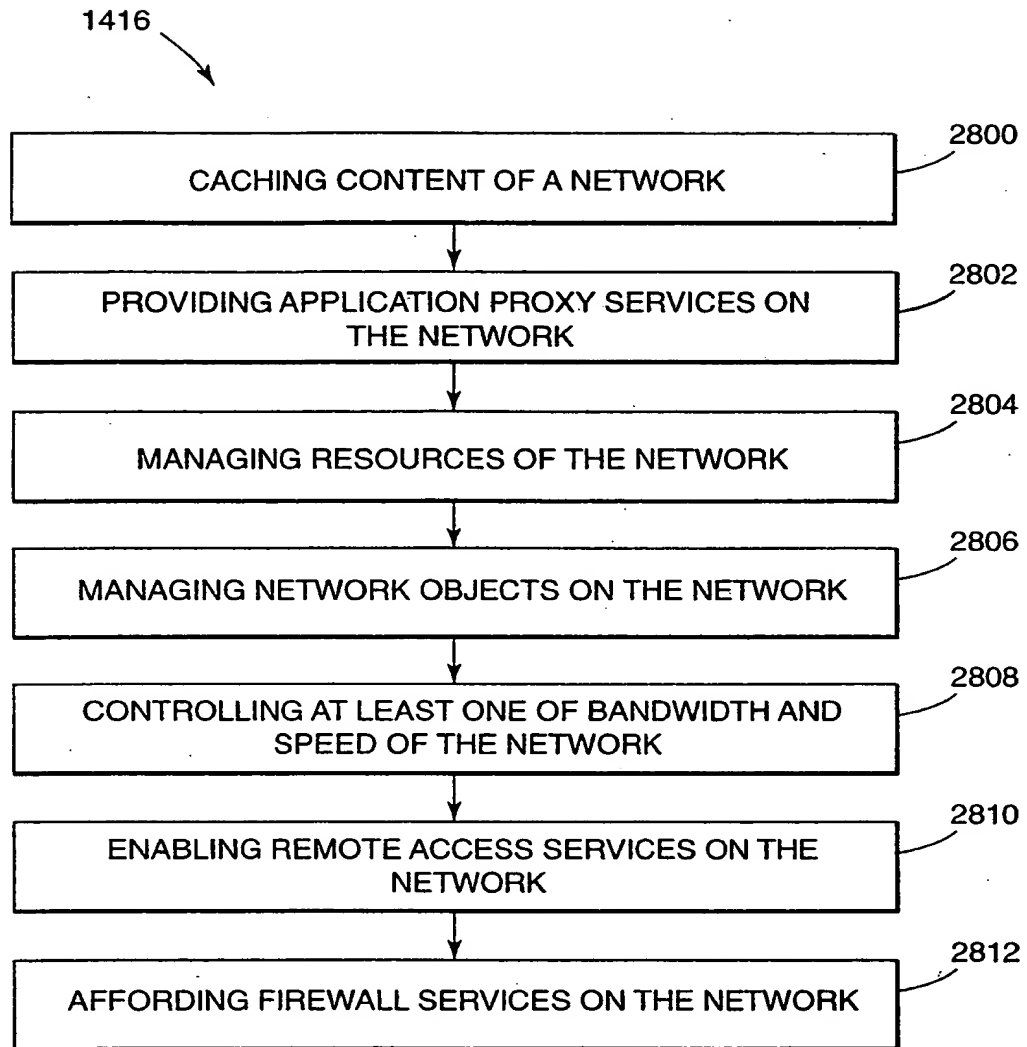 1416
2800
CACHING CONTENT OF A NETWORK
2802
PROVIDING APPLICATION PROXY SERVICES ON
THE NETWORK
2804
MANAGING RESOURCES OF THE NETWORK
2806
MANAGING NETWORK OBJECTS ON THE NETWORK
2808
CONTROLLING AT LEAST ONE OF BANDWIDTH AND
SPEED OF THE NETWORK
2810
ENABLING REMOTE ACCESS SERVICES ON THE
NETWORK
2812
AFFORDING FIREWALL SERVICES ON THE NETWORK